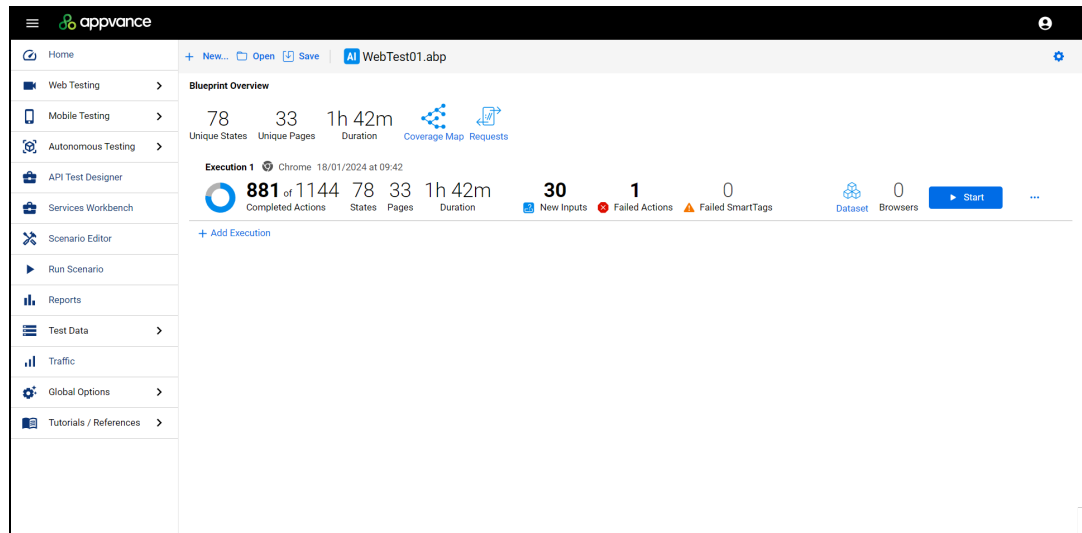 appvance
Home
Web Testing
Mobile Testing
Autonomous Testing
API Test Designer
Services Workbench
Scenario Editor
Run Scenario
Reports
Test Data
Traffic
Global Options
Tutorials / References
+ New... Open Save AI WebTest01.abp
Blueprint Overview
78 33 1h 42m
Unique States Unique Pages Duration Coverage Map Requests
Execution 1 Chrome 18/01/2024 at 09:42
881 of 1144 78 33 1h 42m 30 1 0 0 Start ...
Completed Actions States Pages Duration New Inputs Failed Actions Failed SmartTags Dataset Browsers
+ Add Execution